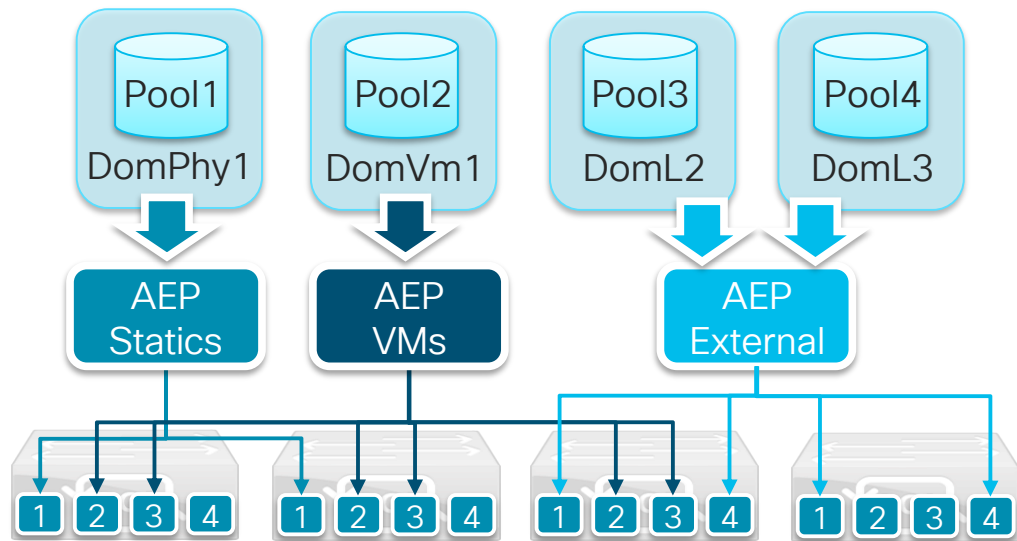 Pool1
Pool2
Pool3
Pool4
DomPhy1
DomVm1
DomL2
DomL3
AEP
Statics
AEP
VMs
AEP
External
1 2 3 4
1 2 3 4
1 2 3 4
1 2 3 4